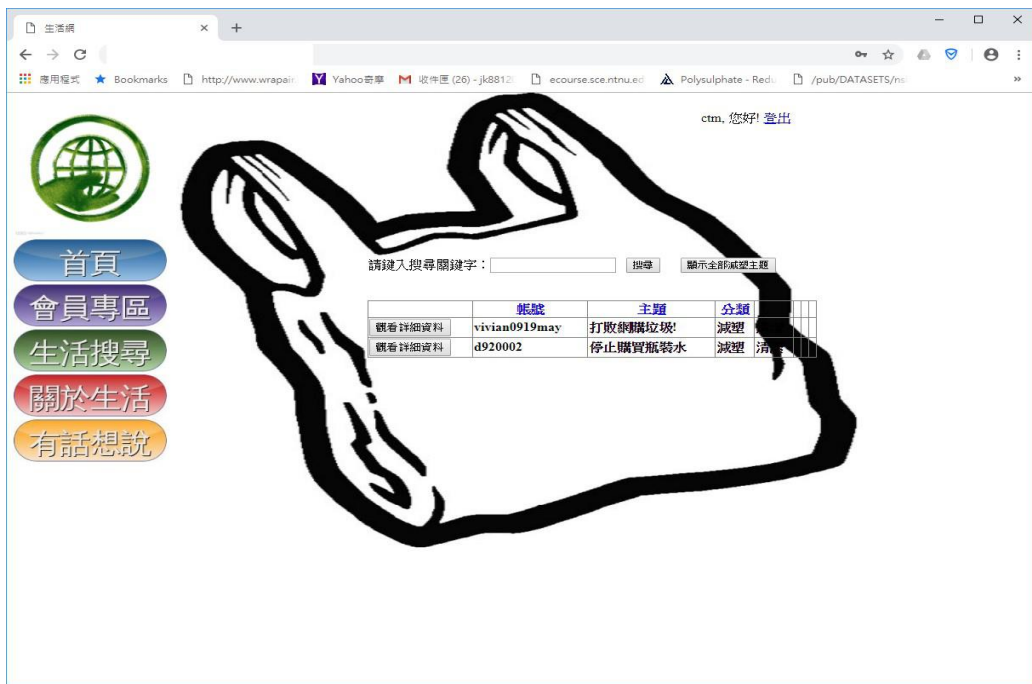 生活網
應用程式 Bookmarks http://www.wrapair Yahoo奇摩 收件匣 (26) - jk8812 ecourse.sce.ntnu.ed Polysulphate - Redu /pub/DATASETS/ns »
ctm, 您好! 登出
首頁
會員專區
生活搜尋
關於生活
有話想說
請鍵入搜尋關鍵字： 搜尋 顯示全部減塑主題
帳號 主題 分類
觀看詳細資料 vivian0919may 打敗網購垃圾! 減塑
觀看詳細資料 d920002 停止購買瓶裝水 減塑 清